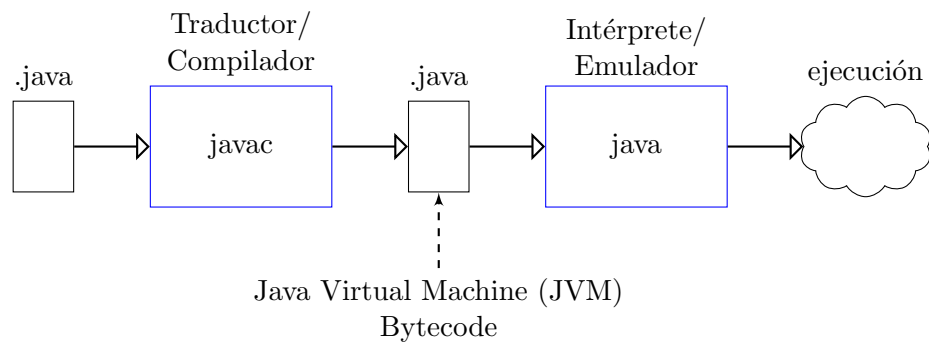 Traductor/
Compilador
Intérprete/
Emulador
.java
.java
ejecución
javac
java
Java Virtual Machine (JVM)
Bytecode